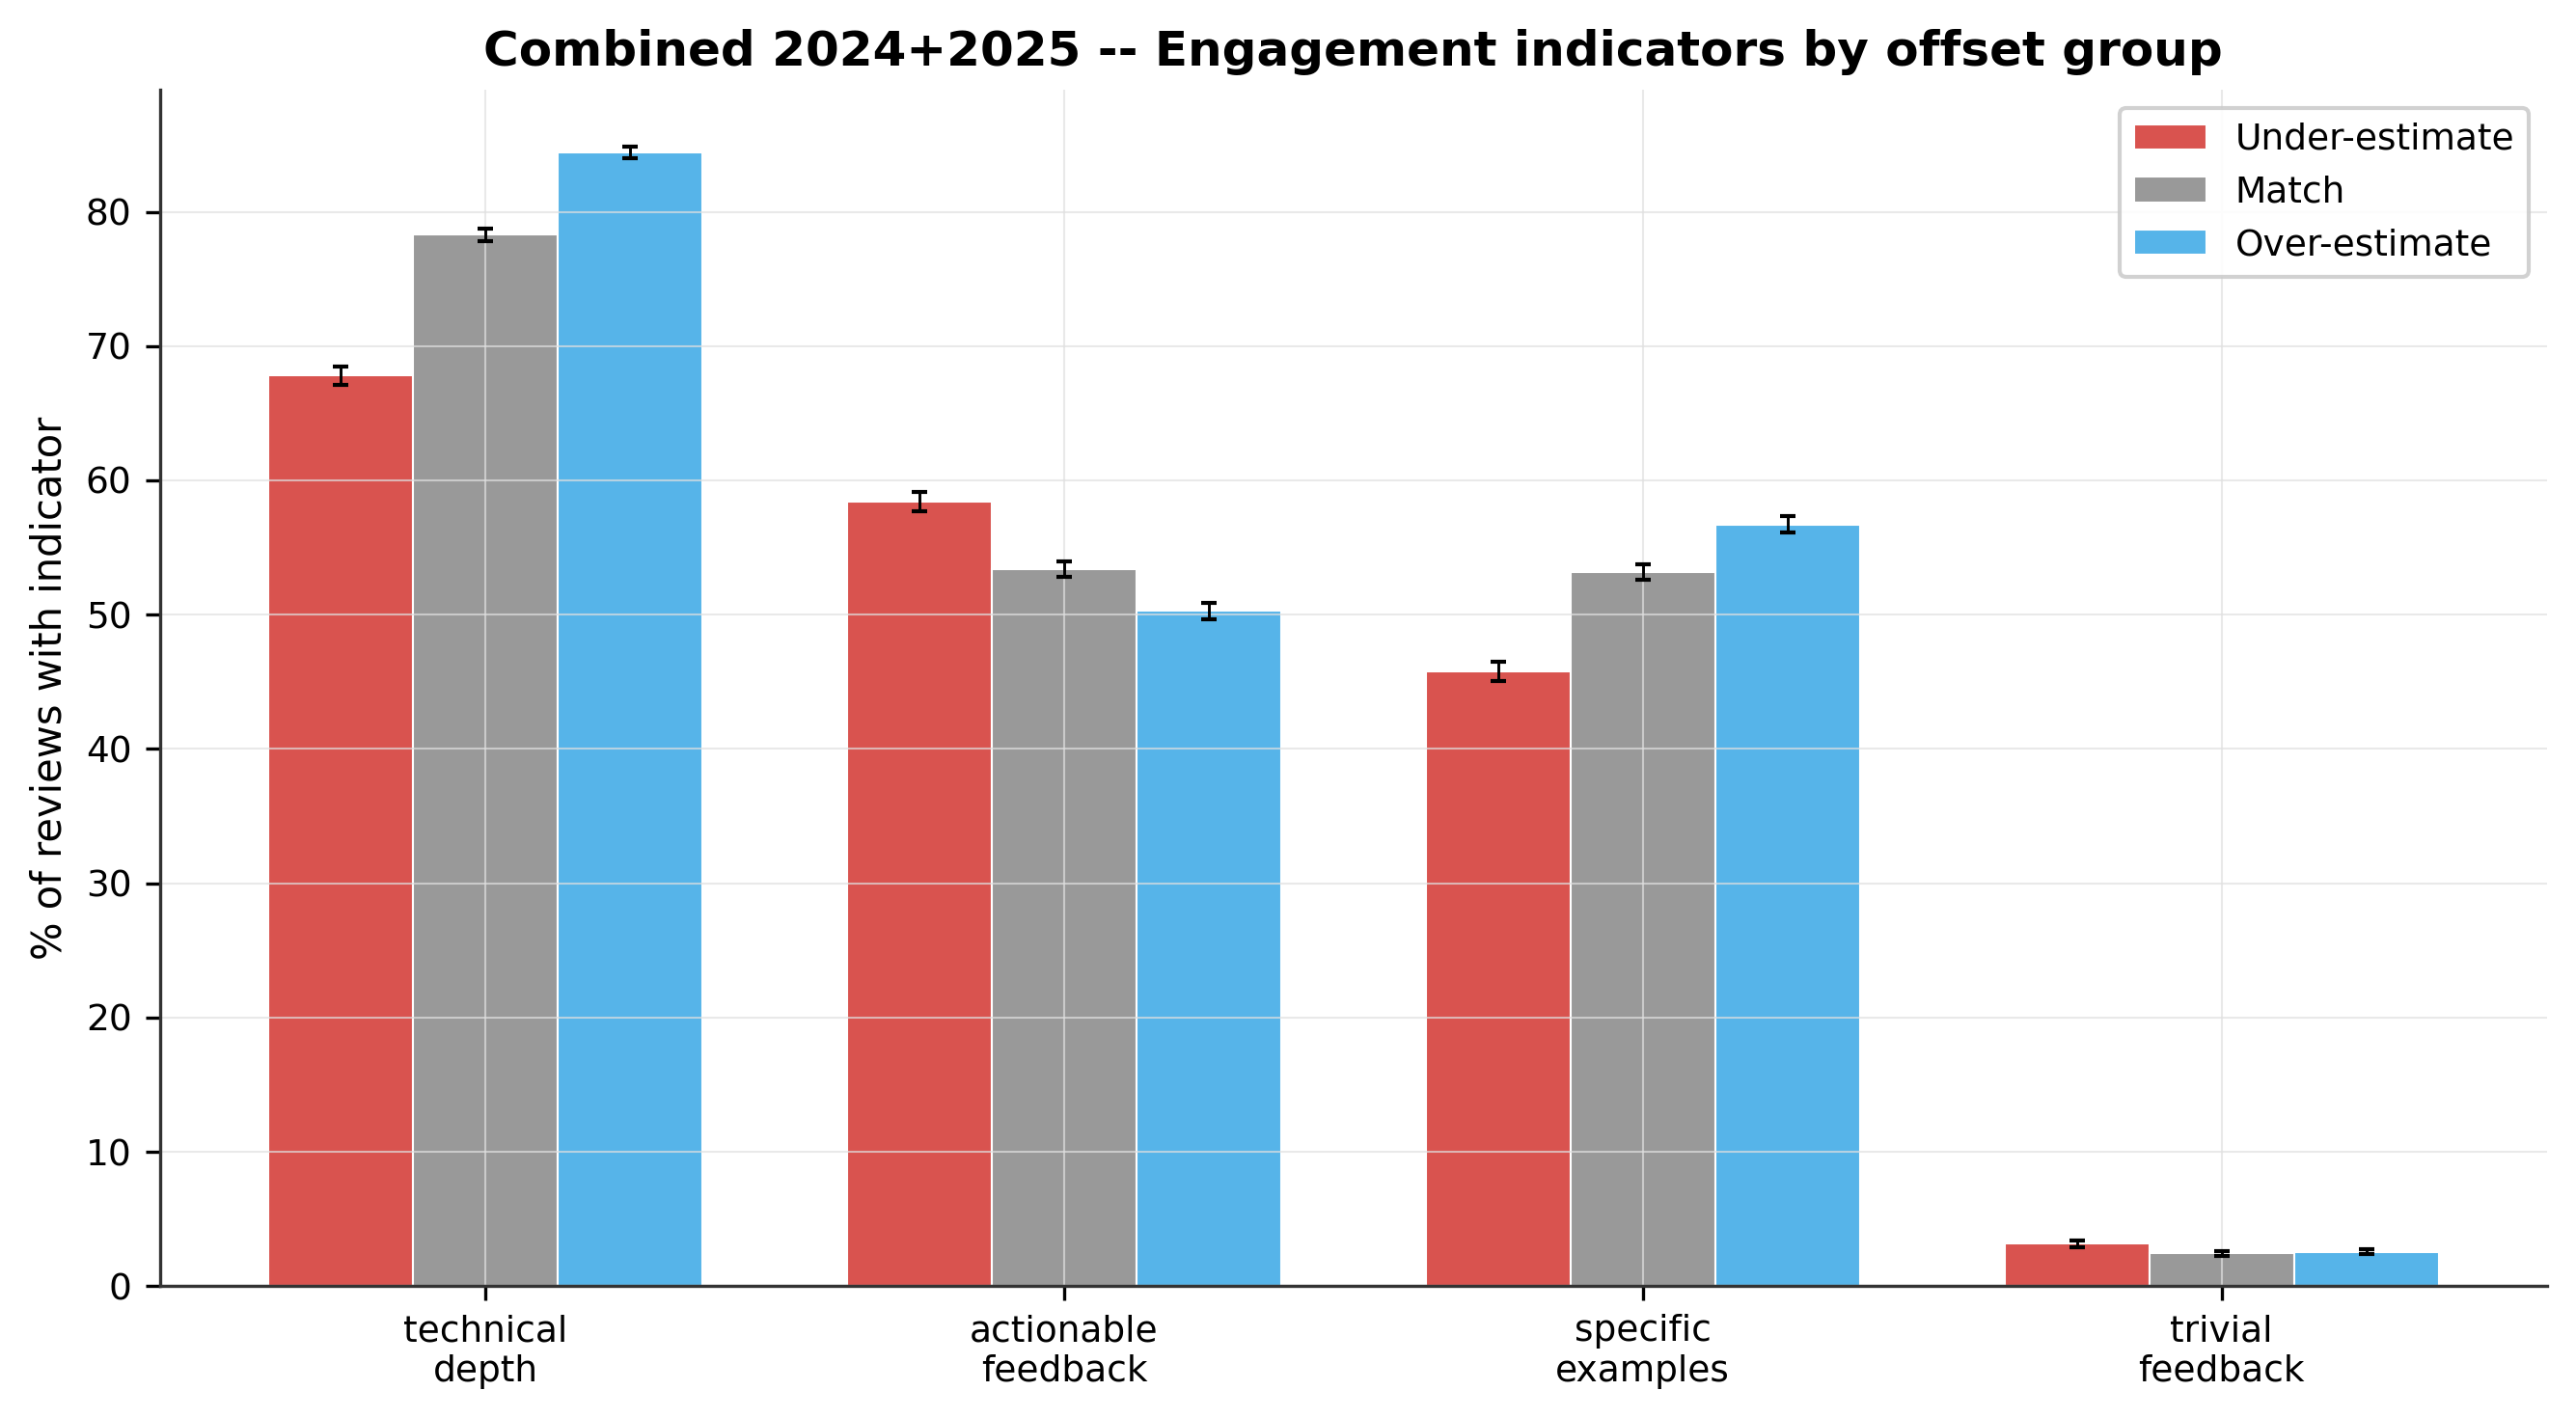 Combined 2024+2025 -- Engagement indicators by offset group
Under-estimate
Match
Over-estimate
% of reviews with indicator
80
70
60
50
40
30
20
10
0
technical
depth
actionable
feedback
specific
examples
trivial
feedback